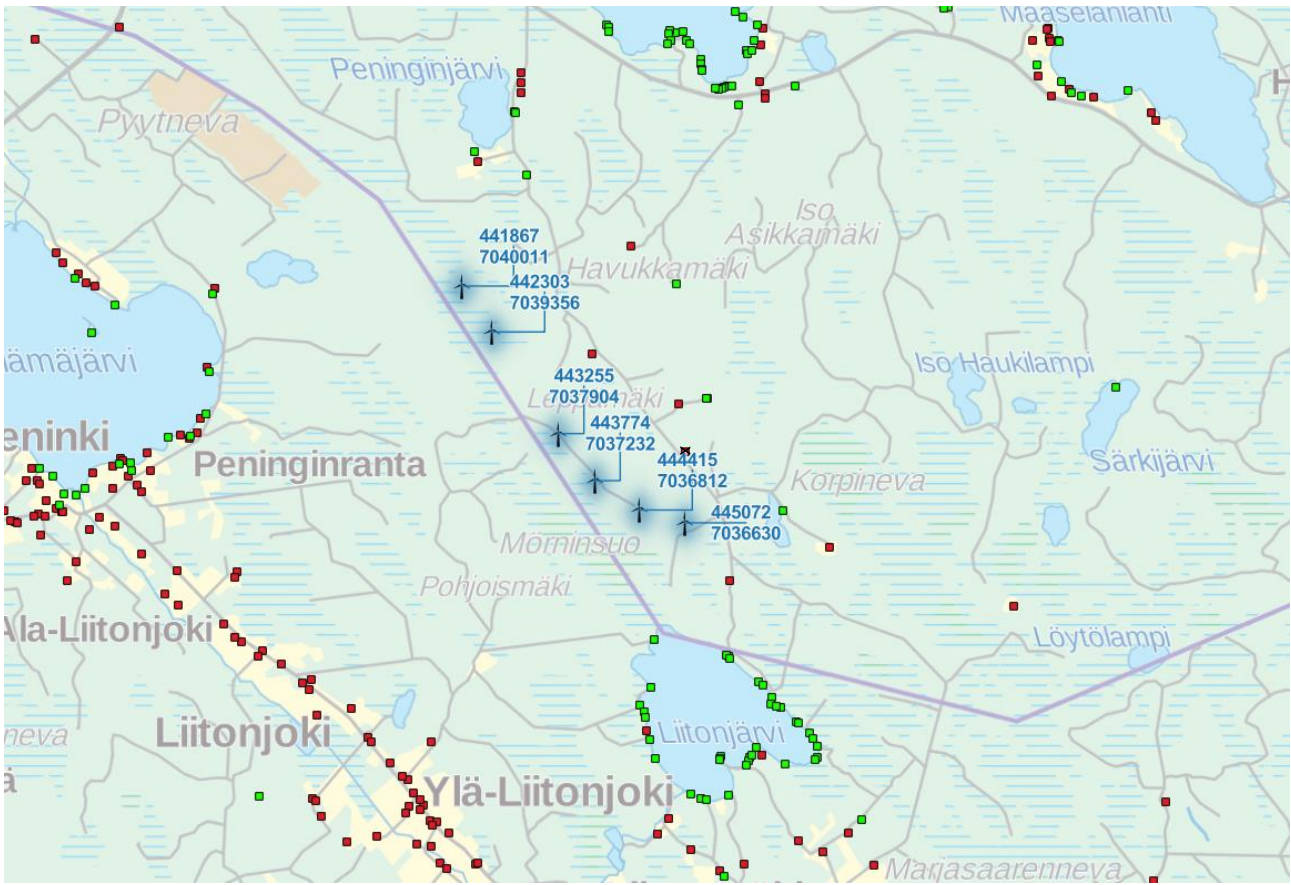 Maaselänlahti
H
Peninginjärvi
Pyytneva
Iso
Asikkamäki
441867
7040011
Havukkamäki
442303
7039356
ämäjärvi
Iso Haukilampi
443255
7037904
Leppämäki
443774
7037232
eninki
Peninginranta
444415
7036812
Särkijärvi
Korpineva
445072
7036630
Mörninsuo
Pohjoismäki
Ala-Liitonjoki
Löytölampi
neva
Liitonjoki
Liitonjärvi
ä
Ylä-Liitonjoki
Marjasaarenneva